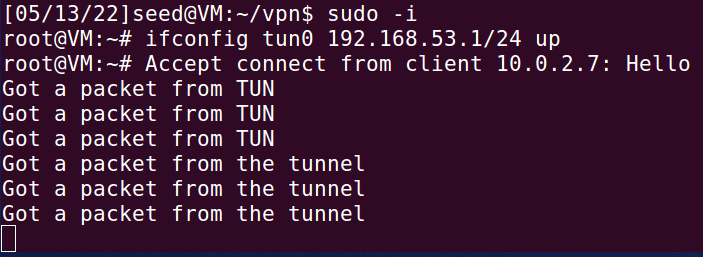 [05/13/22]seed@VM:~/vpn$ sudo -i
root@VM:~# ifconfig tun0 192.168.53.1/24 up
root@VM:~# Accept connect from client 10.0.2.7: Hello
Got a packet from TUN
Got a packet from TUN
Got a packet from TUN
Got a packet from the tunnel
Got a packet from the tunnel
Got a packet from the tunnel